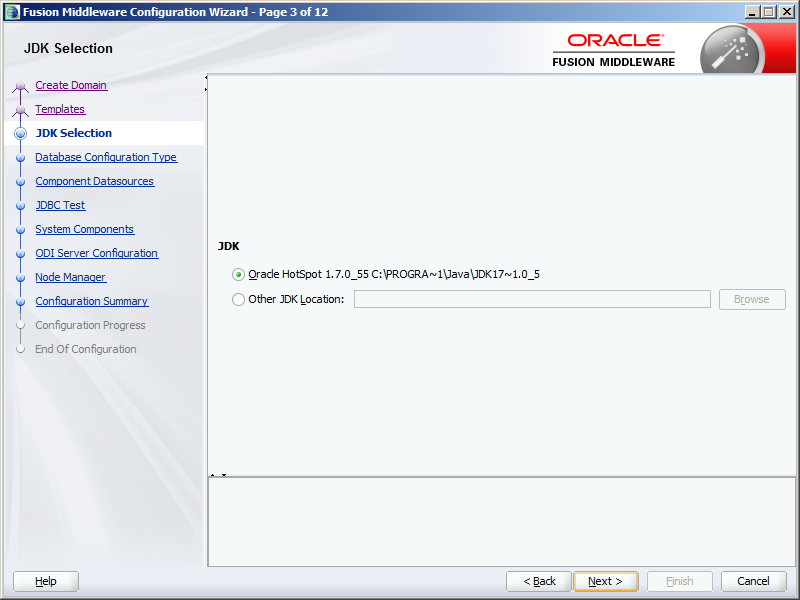 Fusion Middleware Configuration Wizard - Page 3 of 12
JDK Selection
ORACLE
FUSION MIDDLEWARE
Create Domain
Templates
JDK Selection
Database Configuration Type
Component Datasources
JDBC Test
System Components
ODI Server Configuration
Node Manager
Configuration Summary
Configuration Progress
End Of Configuration
JDK
Oracle HotSpot 1.7.0_55 C:\PROGRA~1\Java\JDK17~1.0_5
Other JDK Location:
Browse
Help
< Back
Next >
Finish
Cancel